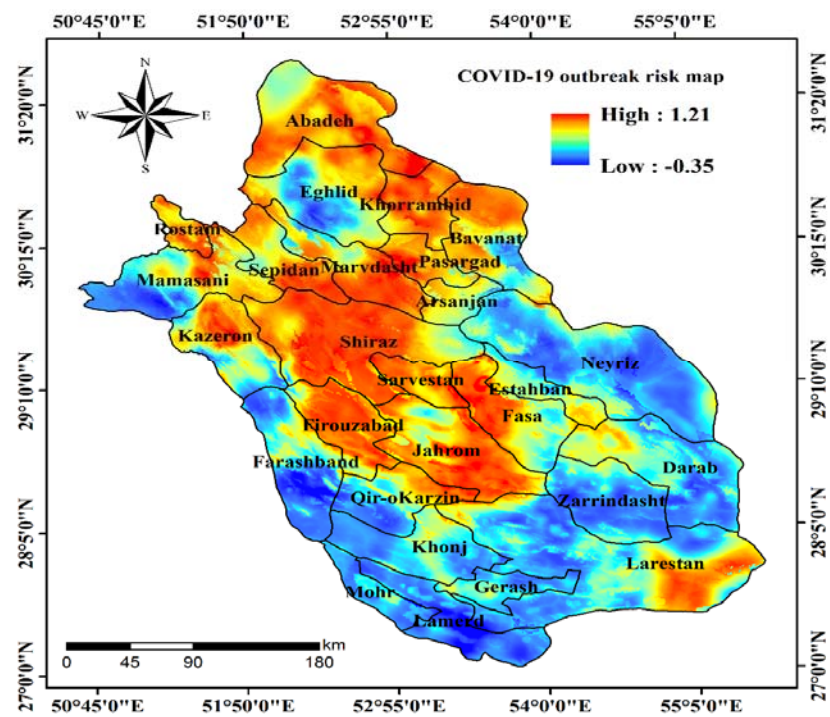 50°45'0"E 51°50'0"E 52°55'0"E 54°0'0"E 55°5'0"E
COVID-19 outbreak risk map
High : 1.21
Low : -0.35
N
W E
S
31°20'0"N 31°20'0"N
30°15'0"N 30°15'0"N
29°10'0"N 29°10'0"N
28°5'0"N 28°5'0"N
27°0'0"N 27°0'0"N
Abadeh
Eghlid
Khorrambid
Rostam
Bavanat
Sepidan
Marvdasht
Pasargad
Mamasani
Arsanjan
Kazeron
Shiraz
Neyriz
Sarvestan
Estahban
Fasa
Firouzabad
Jahrom
Farashband
Darab
Qir-oKarzin
Zarrindasht
Khonj
Larestan
Mohr
Gerash
Lamerd
km
0 45 90 180
50°45'0"E 51°50'0"E 52°55'0"E 54°0'0"E 55°5'0"E